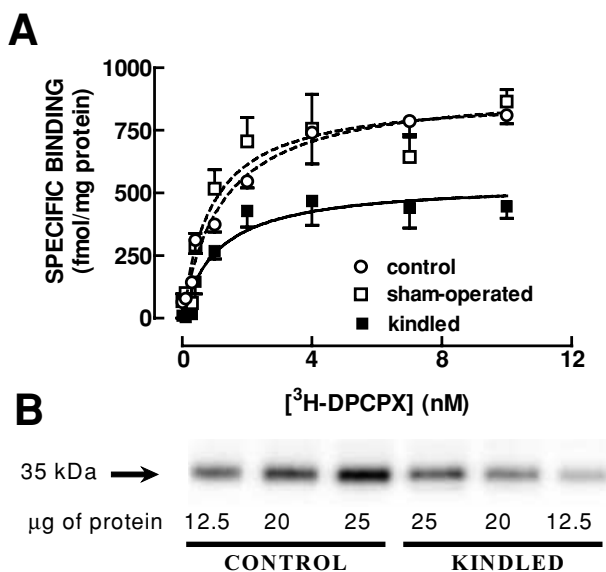 A
SPECIFIC BINDING
(fmol/mg protein)
1000
750
500
250
0
control
sham-operated
kindled
0
4
8
12
[³H-DPCPX] (nM)
B
35 kDa
µg of protein 12.5 20 25 25 20 12.5
CONTROL KINDLED